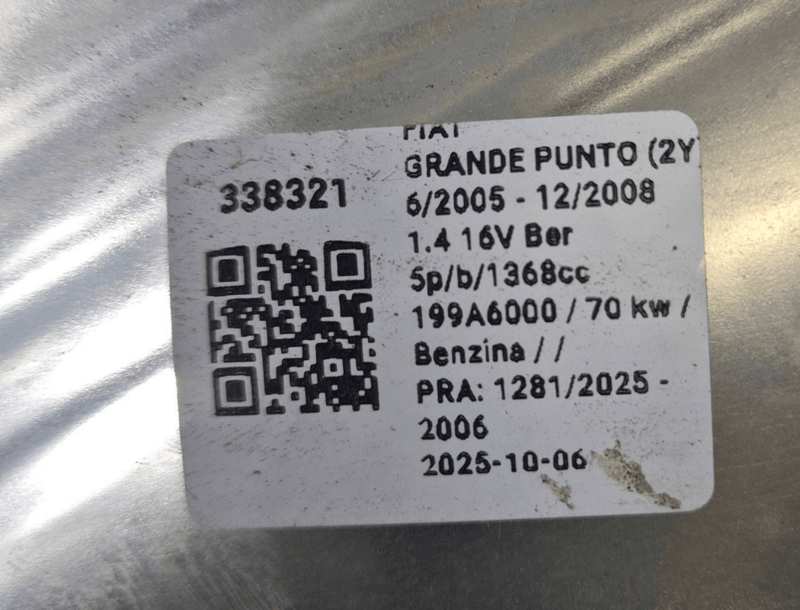 338321
FIAT
GRANDE PUNTO (2Y
6/2005 - 12/2008
1.4 16V Ber
5p/b/1368cc
199A6000 / 70 kw /
Benzina / /
PRA: 1281/2025 -
2006
2025-10-06